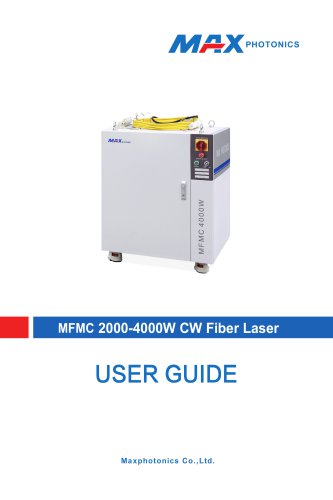 MAX PHOTONICS
MAX
MFMC 4000W
MFMC 2000-4000W CW Fiber Laser
USER GUIDE
Maxphotonics Co.,Ltd.